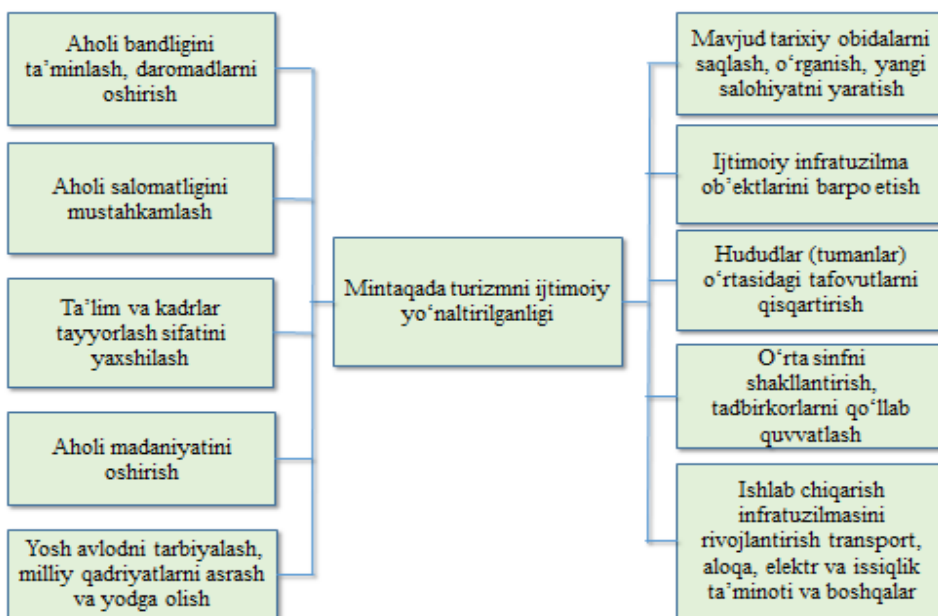 Aholi bandligini
ta’minlash, daromadlarni
oshirish
Aholi salomatligini
mustahkamlash
Ta’lim va kadrlar
tayyorlash sifatini
yaxshilash
Aholi madaniyatini
oshirish
Yosh avlodni tarbiyalash,
milliy qadriyatlarni asrash
va yodga olish
Mintaqada turizmni ijtimoiy
yo‘naltirilganligi
Mavjud tarixiy obidalarni
saqlash, o‘rganish, yangi
salohiyatni yaratish
Ijtimoiy infratuzilma
ob’ektlarini barpo etish
Hududlar (tumanlar)
o‘rtasidagi tafovutlarni
qisqartirish
O‘rta sinfni
shakllantirish,
tadbirkorlarni qo‘llab
quvvatlash
Ishlab chiqarish
infratuzilmasini
rivojlantirish transport,
aloqa, elektr va issiqlik
ta’minoti va boshqalar